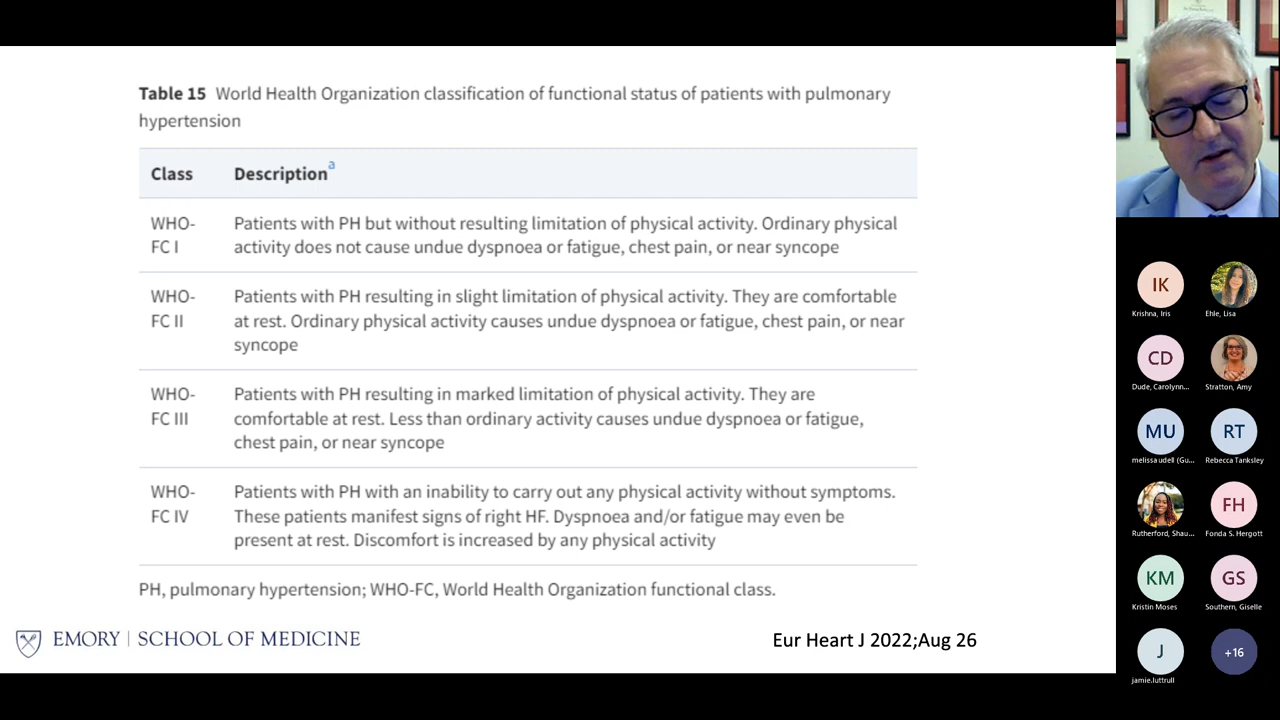 Table 15 World Health Organization classification of functional status of patients with pulmonary
hypertension
Class Description a
WHO-
FC I
Patients with PH but without resulting limitation of physical activity. Ordinary physical
activity does not cause undue dyspnoea or fatigue, chest pain, or near syncope
WHO-
FC II
Patients with PH resulting in slight limitation of physical activity. They are comfortable
at rest. Ordinary physical activity causes undue dyspnoea or fatigue, chest pain, or near
syncope
WHO-
FC III
Patients with PH resulting in marked limitation of physical activity. They are
comfortable at rest. Less than ordinary activity causes undue dyspnoea or fatigue,
chest pain, or near syncope
WHO-
FC IV
Patients with PH with an inability to carry out any physical activity without symptoms.
These patients manifest signs of right HF. Dyspnoea and/or fatigue may even be
present at rest. Discomfort is increased by any physical activity
PH, pulmonary hypertension; WHO-FC, World Health Organization functional class.
EMORY | SCHOOL OF MEDICINE
Eur Heart J 2022;Aug 26
IK
Krishna, Iris
Ehle, Lisa
CD
Dude, Carolynn...
Stratton, Amy
MU
melissa udell (Gu...
RT
Rebecca Tanksley
Rutherford, Shau...
FH
Fonda S. Hergott
KM
Kristin Moses
GS
Southern, Giselle
J
jamie.luttrull
+16